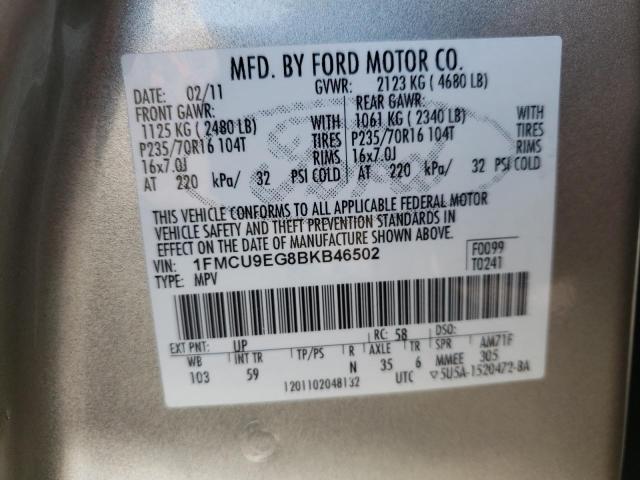 MFD. BY FORD MOTOR CO.
DATE: 02/11 GVWR: 2123 KG ( 4680 LB)
FRONT GAWR: REAR GAWR:
1125 KG ( 2480 LB) WITH 1061 KG ( 2340 LB) WITH
P235/70R16 104T TIRES P235/70R16 104T TIRES
16x7.0J RIMS 16x7.0J RIMS
AT 220 kPa/ 32 PSI COLD AT 220 kPa/ 32 PSI COLD
THIS VEHICLE CONFORMS TO ALL APPLICABLE FEDERAL MOTOR
VEHICLE SAFETY AND THEFT PREVENTION STANDARDS IN
EFFECT ON THE DATE OF MANUFACTURE SHOWN ABOVE.
VIN: 1FMCU9EG8BKB46502 F0099
TYPE: MPV T0241
EXT PNT: UP RC: 58 DSO:
WB INT TR TP/PS R AXLE TR SPR AM71F
103 59 N 35 6 MMEE 305
1201102048132 UTC ▽5U5A-1520472-BA
Ford